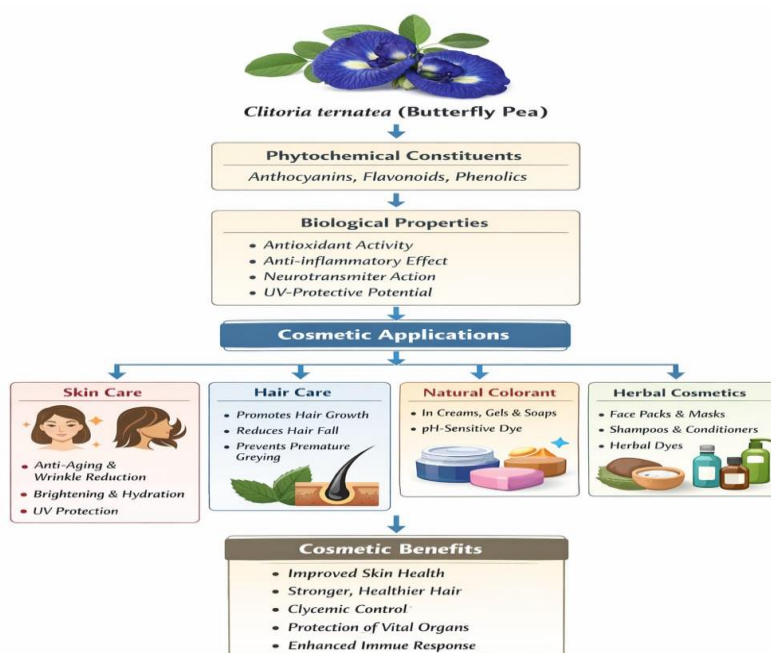 Clitoria ternatea (Butterfly Pea)
Phytochemical Constituents
Anthocyanins, Flavonoids, Phenolics
Biological Properties
• Antioxidant Activity
• Anti-inflammatory Effect
• Neurotransmiter Action
• UV-Protective Potential
Cosmetic Applications
Skin Care
• Anti-Aging &
Wrinkle Reduction
• Brightening & Hydration
• UV Protection
Hair Care
• Promotes Hair Growth
• Reduces Hair Fall
• Prevents Premature
Greying
Natural Colorant
• In Creams, Gels & Soaps
• pH-Sensitive Dye
Herbal Cosmetics
• Face Packs & Masks
• Shampoos & Conditioners
• Herbal Dyes
Cosmetic Benefits
• Improved Skin Health
• Stronger, Healthier Hair
• Clycemic Control
• Protection of Vital Organs
• Enhanced Immue Response